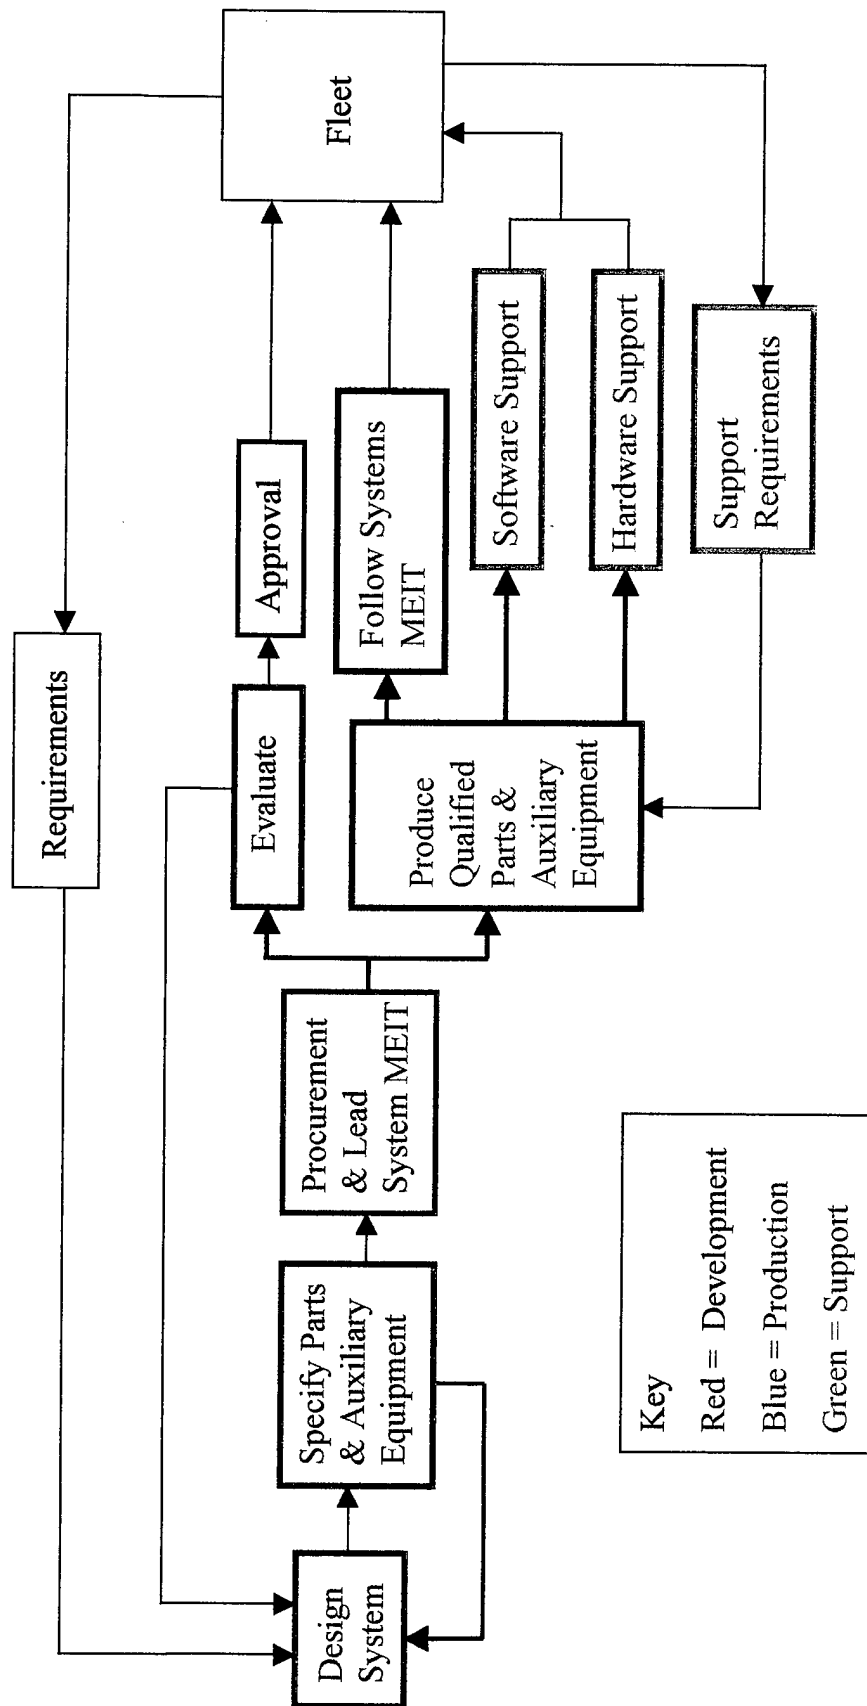 Requirements
Fleet
Evaluate
Approval
Design
System
Specify Parts
& Auxiliary
Equipment
Procurement
& Lead
System MEIT
Follow Systems
MEIT
Produce
Qualified
Parts &
Auxiliary
Equipment
Software Support
Hardware Support
Support
Requirements
Key
Red = Development
Blue = Production
Green = Support